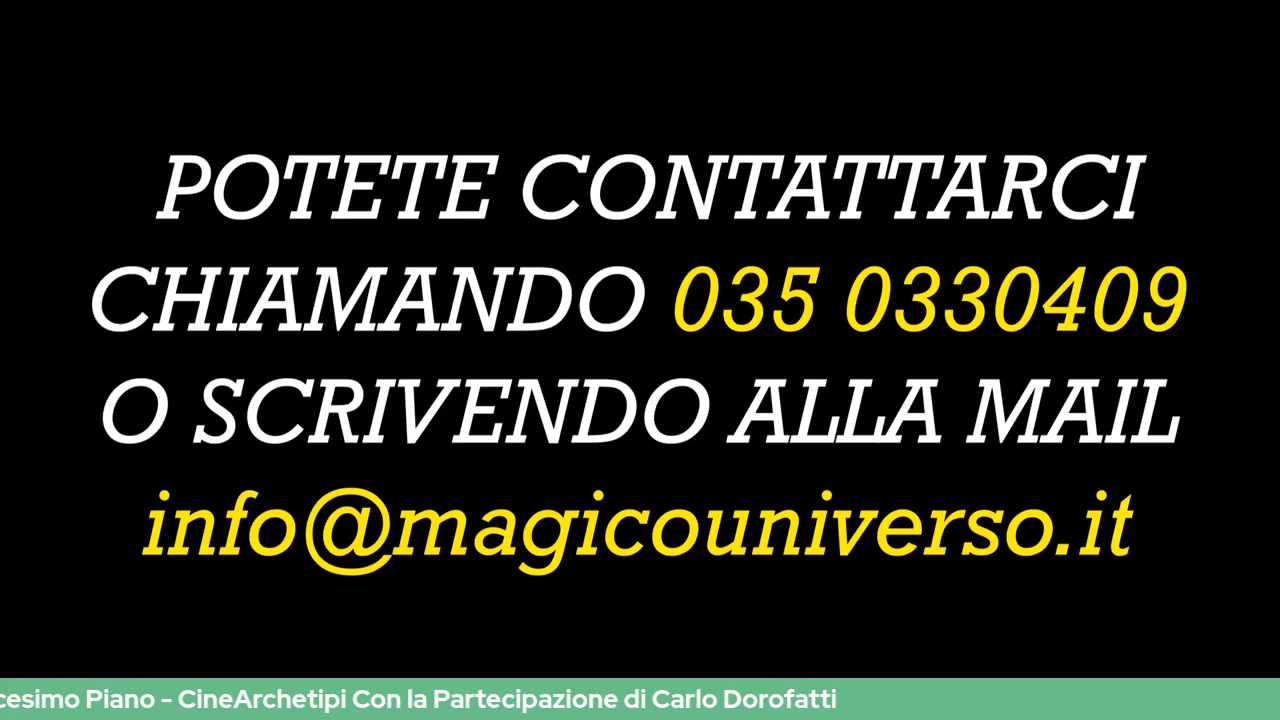 POTETE CONTATTARCI
CHIAMANDO 035 0330409
O SCRIVENDO ALLA MAIL
info@magicouniverso.it
Piano - CineArchetipi Con la Partecipazione di Carlo Dorofatti